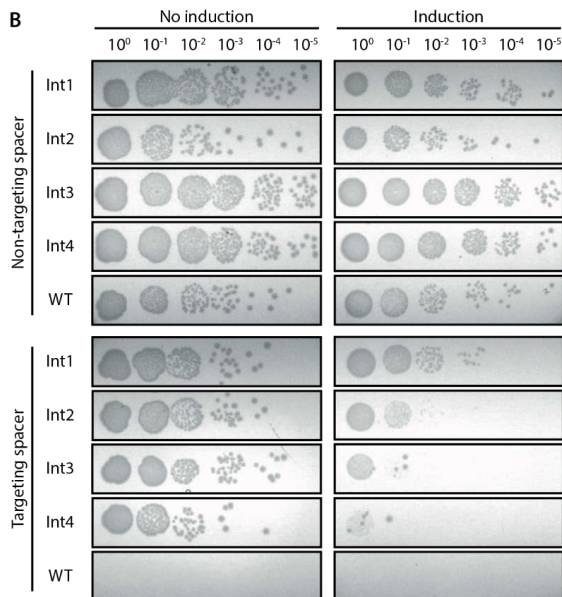 B
No induction Induction
10⁰ 10⁻¹ 10⁻² 10⁻³ 10⁻⁴ 10⁻⁵ 10⁰ 10⁻¹ 10⁻² 10⁻³ 10⁻⁴ 10⁻⁵
Non-targeting spacer
Int1
Int2
Int3
Int4
WT
Targeting spacer
Int1
Int2
Int3
Int4
WT